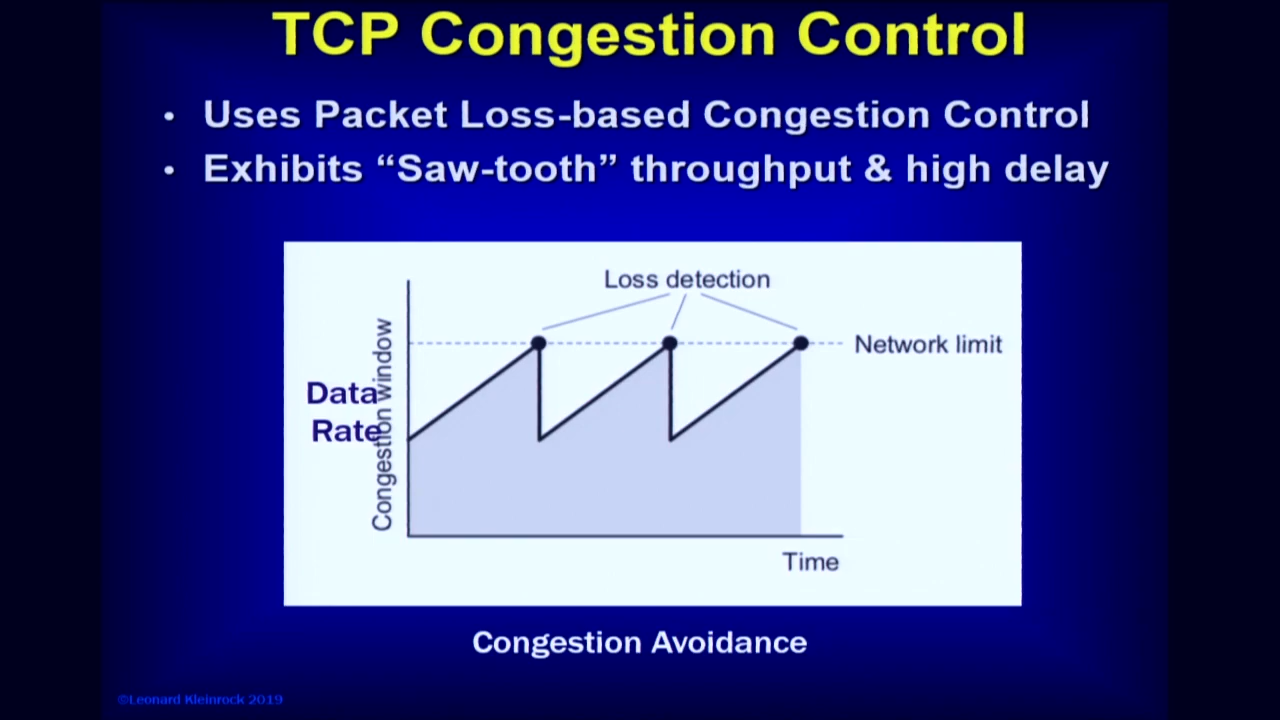 TCP Congestion Control
• Uses Packet Loss-based Congestion Control
• Exhibits “Saw-tooth” throughput & high delay
Loss detection
Network limit
Data
Rate
Congestion window
Time
Congestion Avoidance
©Leonard Kleinrock 2019